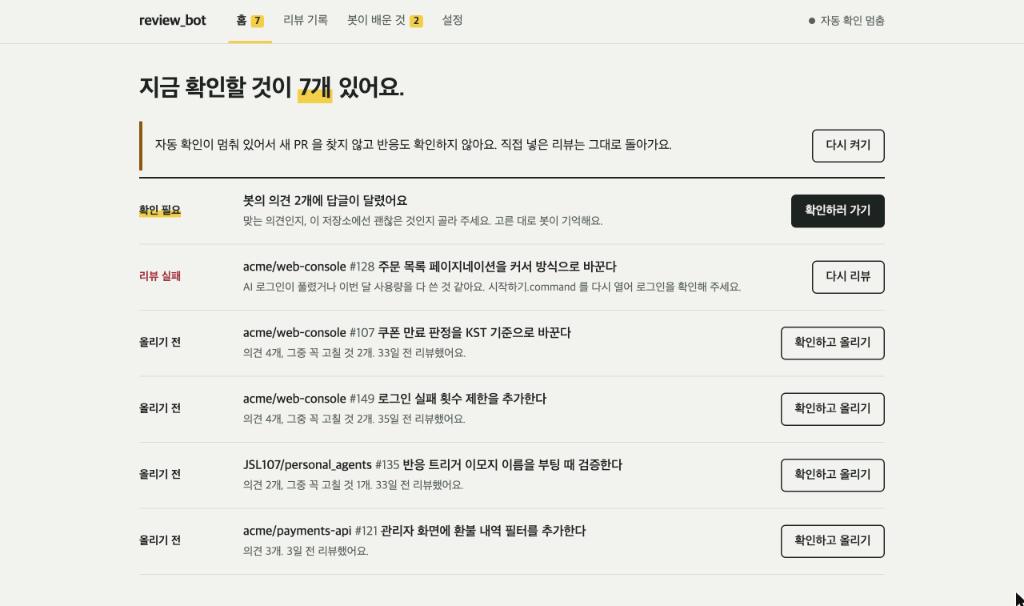 review_bot 홈 7 리뷰 기록 봇이 배운 것 2 설정 자동 확인 멈춤
지금 확인할 것이 7개 있어요.
자동 확인이 멈춰 있어서 새 PR 을 찾지 않고 반응도 확인하지 않아요. 직접 넣은 리뷰는 그대로 돌아가요. 다시 켜기
확인 필요
봇의 의견 2개에 답글이 달렸어요
맞는 의견인지, 이 저장소에선 괜찮은 것인지 골라 주세요. 고른 대로 봇이 기억해요.
확인하러 가기
리뷰 실패
acme/web-console #128 주문 목록 페이지네이션을 커서 방식으로 바꾼다
AI 로그인이 풀렸거나 이번 달 사용량을 다 쓴 것 같아요. 시작하기.command 를 다시 열어 로그인을 확인해 주세요.
다시 리뷰
올리기 전
acme/web-console #107 쿠폰 만료 판정을 KST 기준으로 바꾼다
의견 4개, 그중 꼭 고칠 것 2개. 33일 전 리뷰했어요.
확인하고 올리기
올리기 전
acme/web-console #149 로그인 실패 횟수 제한을 추가한다
의견 4개, 그중 꼭 고칠 것 2개. 35일 전 리뷰했어요.
확인하고 올리기
올리기 전
JSL107/personal_agents #135 반응 트리거 이모지 이름을 부팅 때 검증한다
의견 2개, 그중 꼭 고칠 것 1개. 33일 전 리뷰했어요.
확인하고 올리기
올리기 전
acme/payments-api #121 관리자 화면에 환불 내역 필터를 추가한다
의견 3개. 3일 전 리뷰했어요.
확인하고 올리기